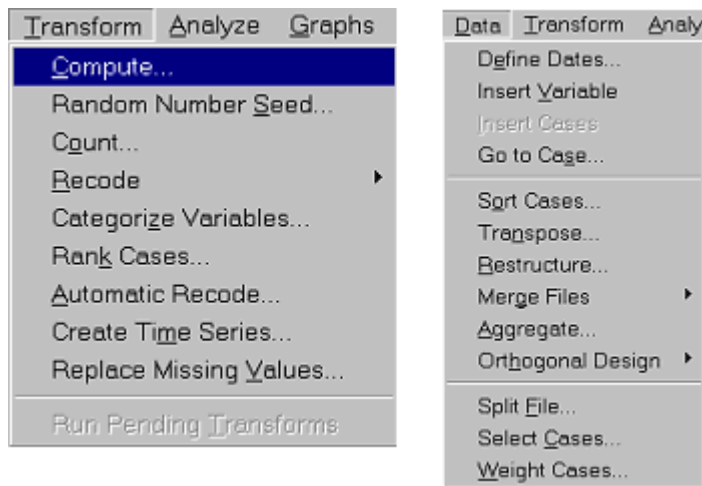 Transform Analyze Graphs
Compute...
Random Number Seed...
Count...
Recode
Categorize Variables...
Rank Cases...
Automatic Recode...
Create Time Series...
Replace Missing Values...
Run Pending Transforms
Data Transform Analy
Define Dates...
Insert Variable
Insert Cases
Go to Case...
Sort Cases...
Transpose...
Restructure...
Merge Files
Aggregate...
Orthogonal Design
Split File...
Select Cases...
Weight Cases...